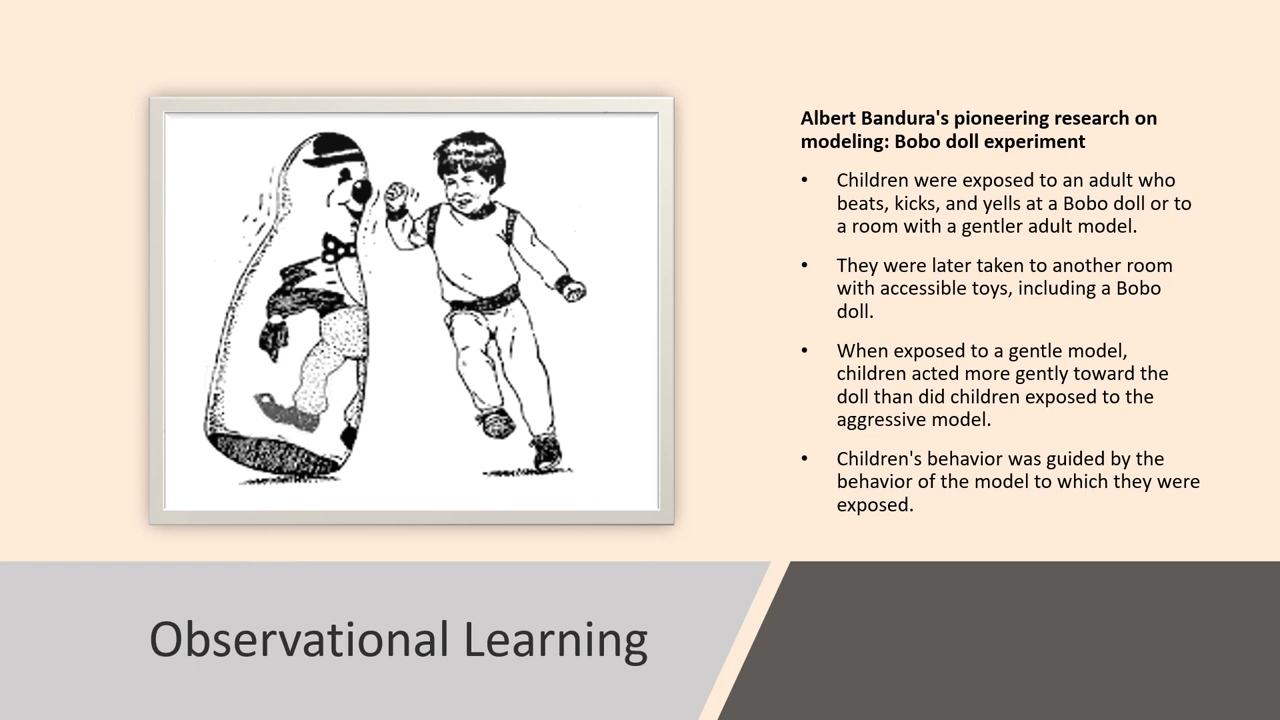 Albert Bandura's pioneering research on
modeling: Bobo doll experiment
• Children were exposed to an adult who
beats, kicks, and yells at a Bobo doll or to
a room with a gentler adult model.
• They were later taken to another room
with accessible toys, including a Bobo
doll.
• When exposed to a gentle model,
children acted more gently toward the
doll than did children exposed to the
aggressive model.
• Children's behavior was guided by the
behavior of the model to which they were
exposed.
Observational Learning